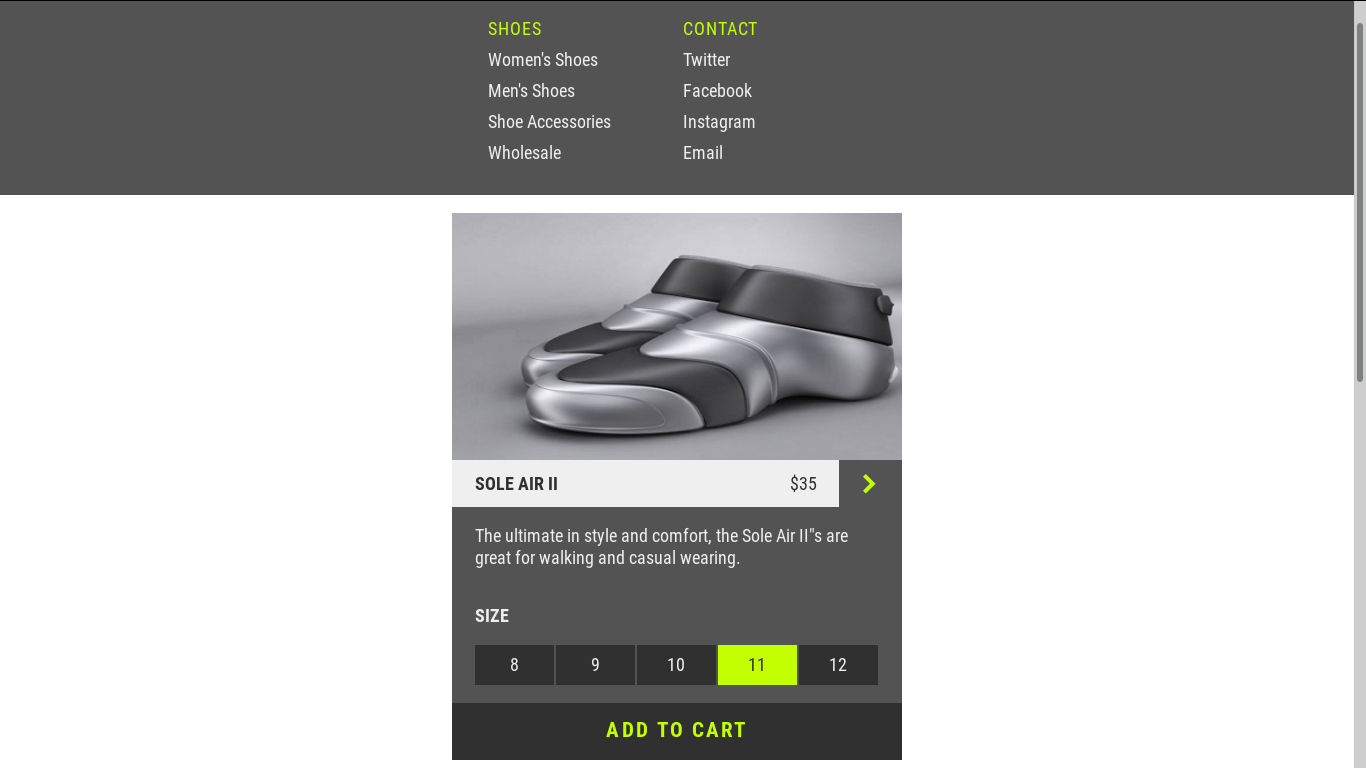 SHOES
Women's Shoes
Men's Shoes
Shoe Accessories
Wholesale
CONTACT
Twitter
Facebook
Instagram
Email
SOLE AIR II $35
The ultimate in style and comfort, the Sole Air II"s are
great for walking and casual wearing.
SIZE
8 9 10 11 12
ADD TO CART